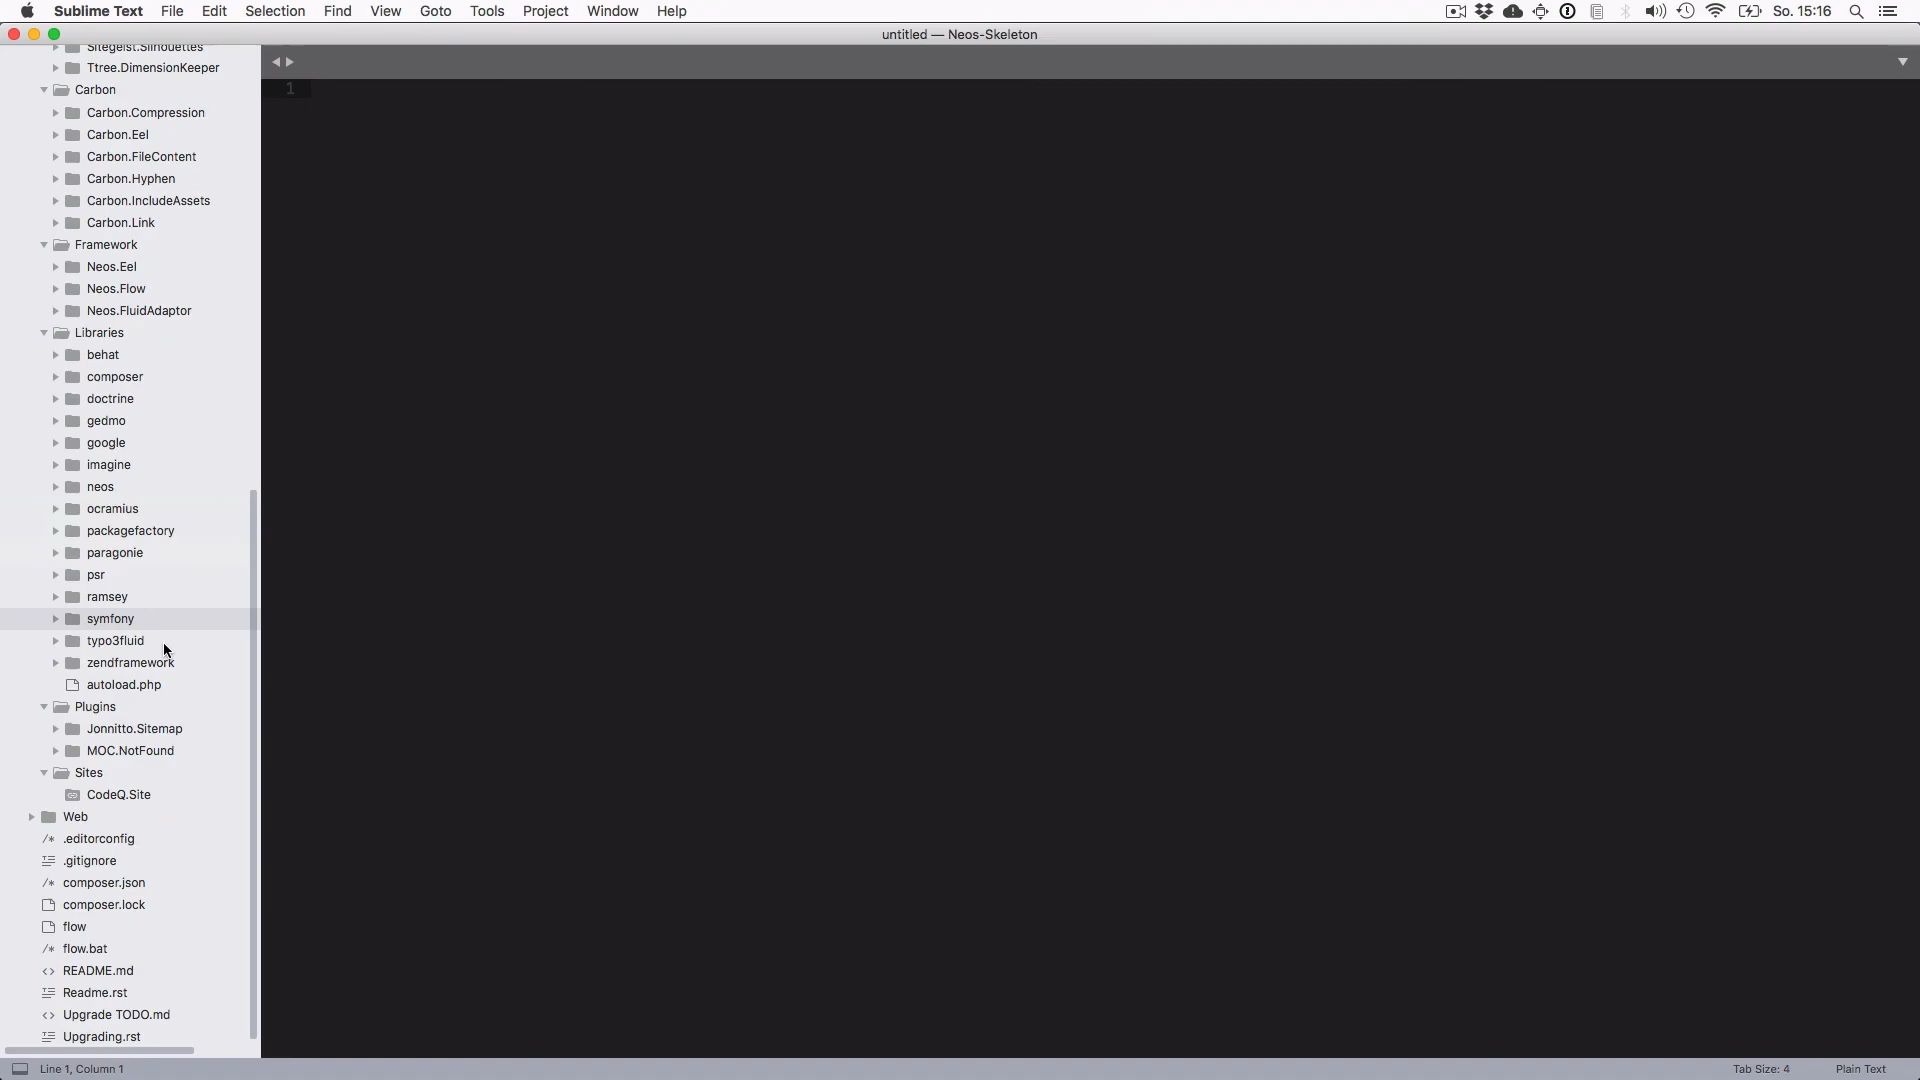 Sublime Text File Edit Selection Find View Goto Tools Project Window Help So. 15:16
untitled — Neos-Skeleton
Sitegeist.Silhouettes
Ttree.DimensionKeeper
Carbon
1
Carbon.Compression
Carbon.Eel
Carbon.FileContent
Carbon.Hyphen
Carbon.IncludeAssets
Carbon.Link
Framework
Neos.Eel
Neos.Flow
Neos.FluidAdaptor
Libraries
behat
composer
doctrine
gedmo
google
imagine
neos
ocramius
packagefactory
paragonie
psr
ramsey
symfony
typo3fluid
zendframework
autoload.php
Plugins
Jonnitto.Sitemap
MOC.NotFound
Sites
CodeQ.Site
Web
/* .editorconfig
.gitignore
/* composer.json
composer.lock
flow
/* flow.bat
<> README.md
Readme.rst
<> Upgrade TODO.md
Upgrading.rst
Line 1, Column 1 Tab Size: 4 Plain Text